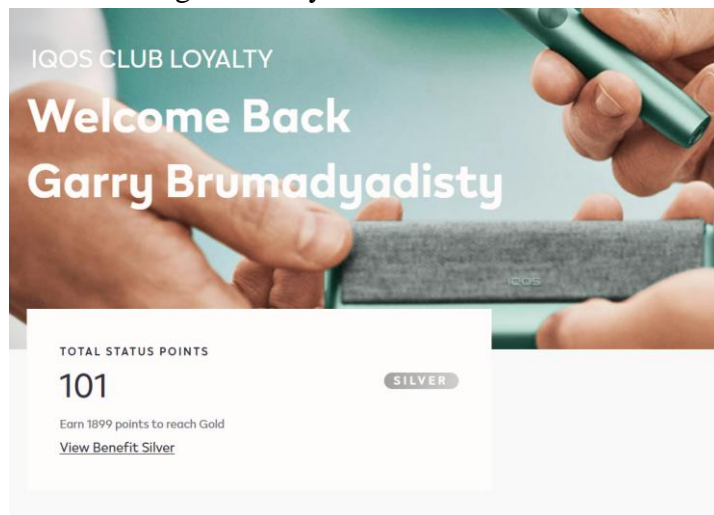 IQOS CLUB LOYALTY
Welcome Back
Garry Brumadyadisty
IQOS
TOTAL STATUS POINTS
101
SILVER
Earn 1899 points to reach Gold
View Benefit Silver